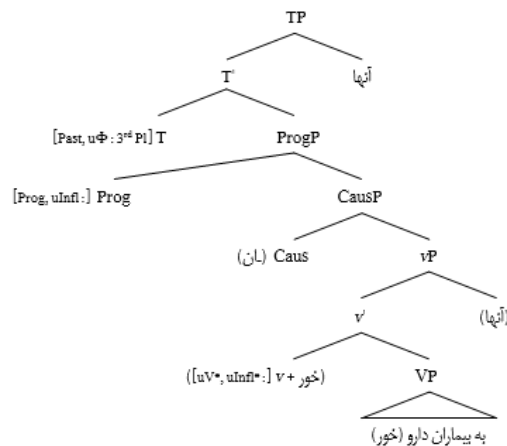 TP
T' آنها
[Past, uΦ : 3rd Pl] T ProgP
[Prog, uInfl :] Prog CausP
(ـان) Caus vP
v' (آنها)
([uV*, uInfl* :] v + خور) VP
به بیماران دارو (خور)